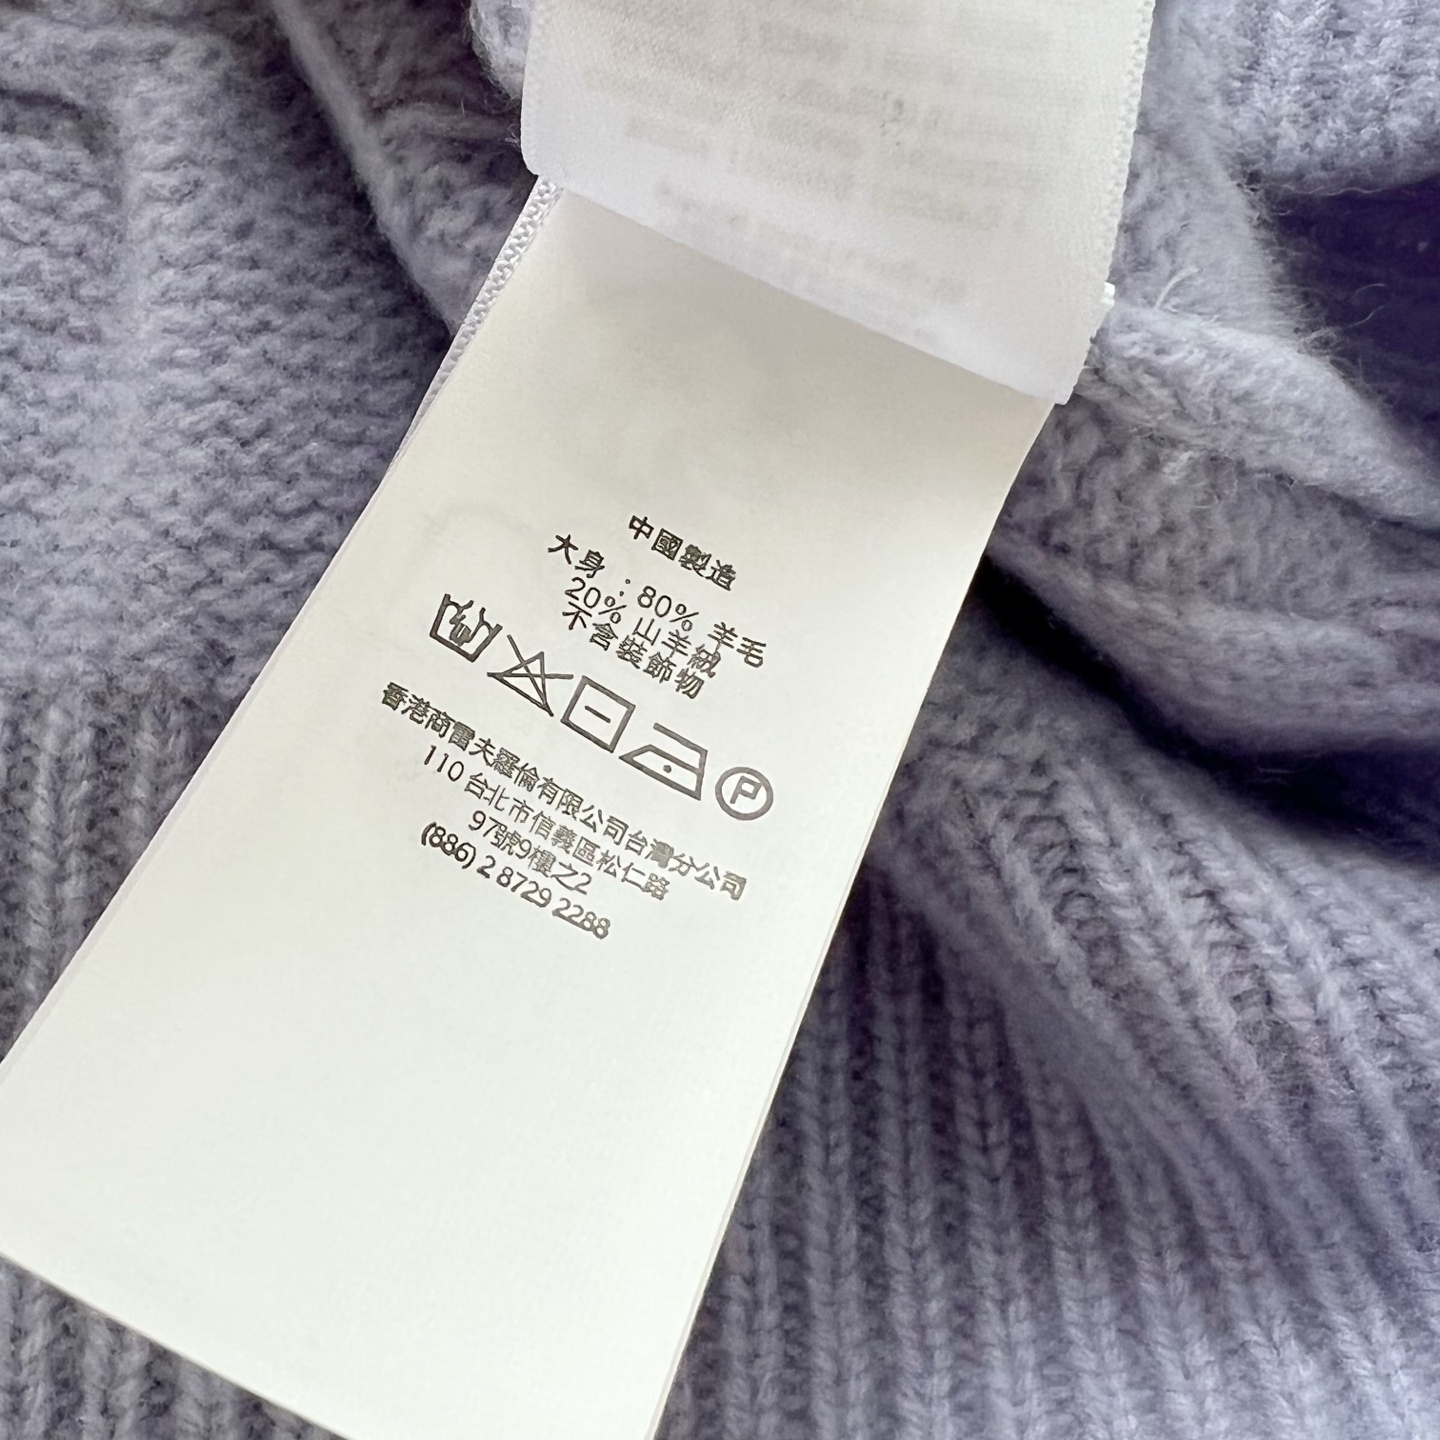 中國製造
大身：80% 羊毛
20% 山羊絨
不含裝飾物
P
香港商雷夫羅倫有限公司台灣分公司
110 台北市信義區松仁路
97號9樓之2
(886) 2 8729 2288